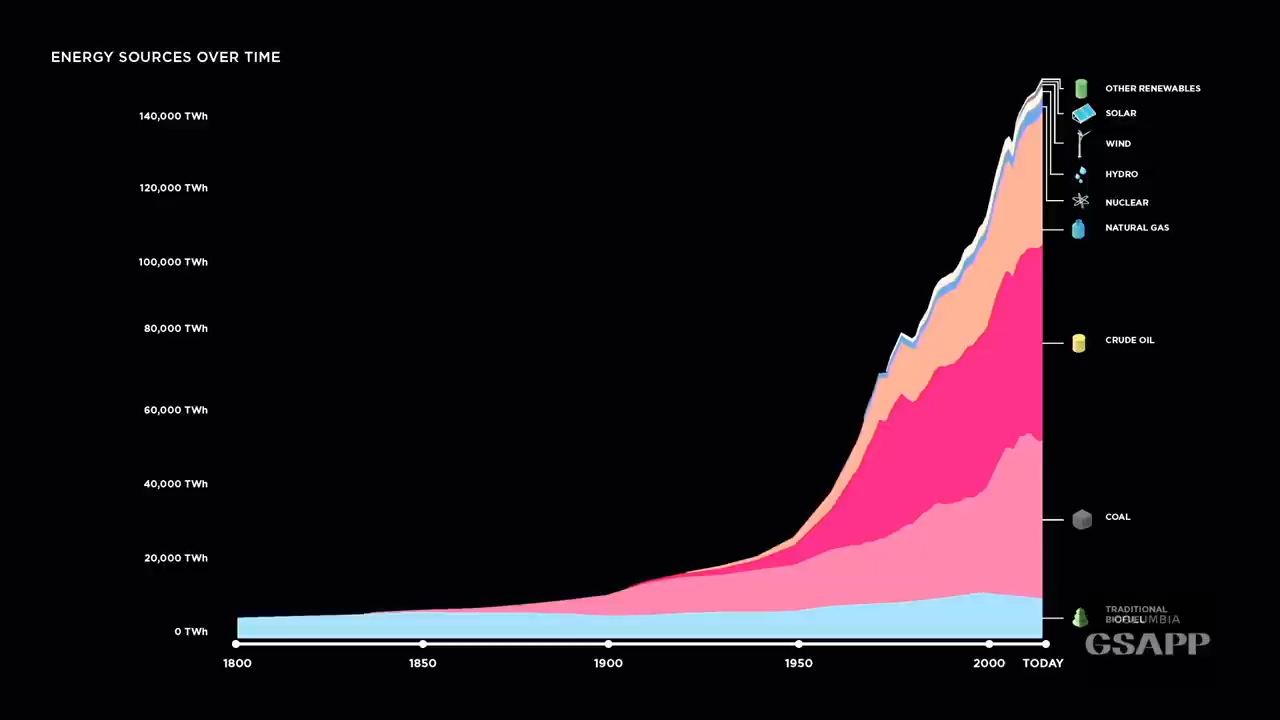 ENERGY SOURCES OVER TIME
140,000 TWh
120,000 TWh
100,000 TWh
80,000 TWh
60,000 TWh
40,000 TWh
20,000 TWh
0 TWh
1800
1850
1900
1950
2000
TODAY
OTHER RENEWABLES
SOLAR
WIND
HYDRO
NUCLEAR
NATURAL GAS
CRUDE OIL
COAL
TRADITIONAL
COLUMBIA
GSAPP